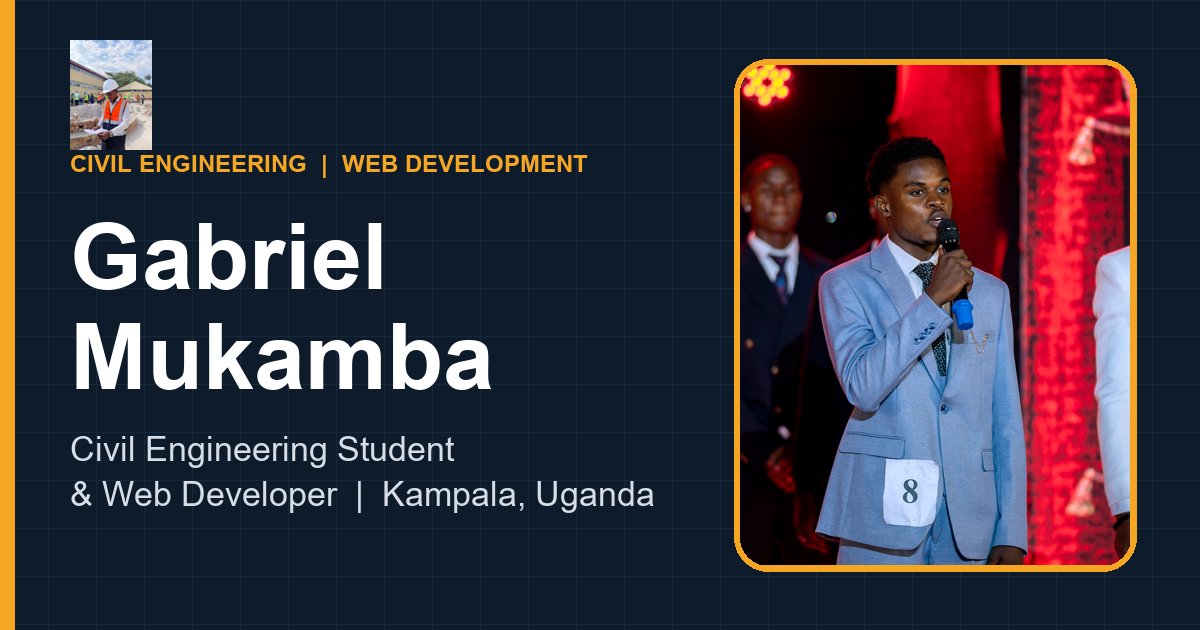 CIVIL ENGINEERING | WEB DEVELOPMENT
Gabriel
Mukamba
Civil Engineering Student
& Web Developer | Kampala, Uganda
8